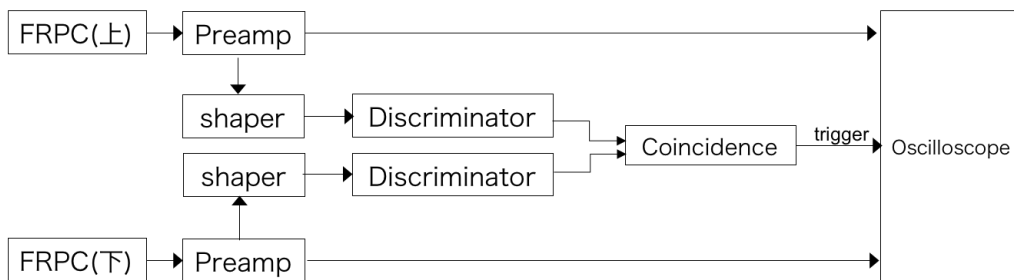 FRPC(上)
Preamp
shaper
Discriminator
Coincidence
trigger
Oscilloscope
shaper
Discriminator
FRPC(下)
Preamp